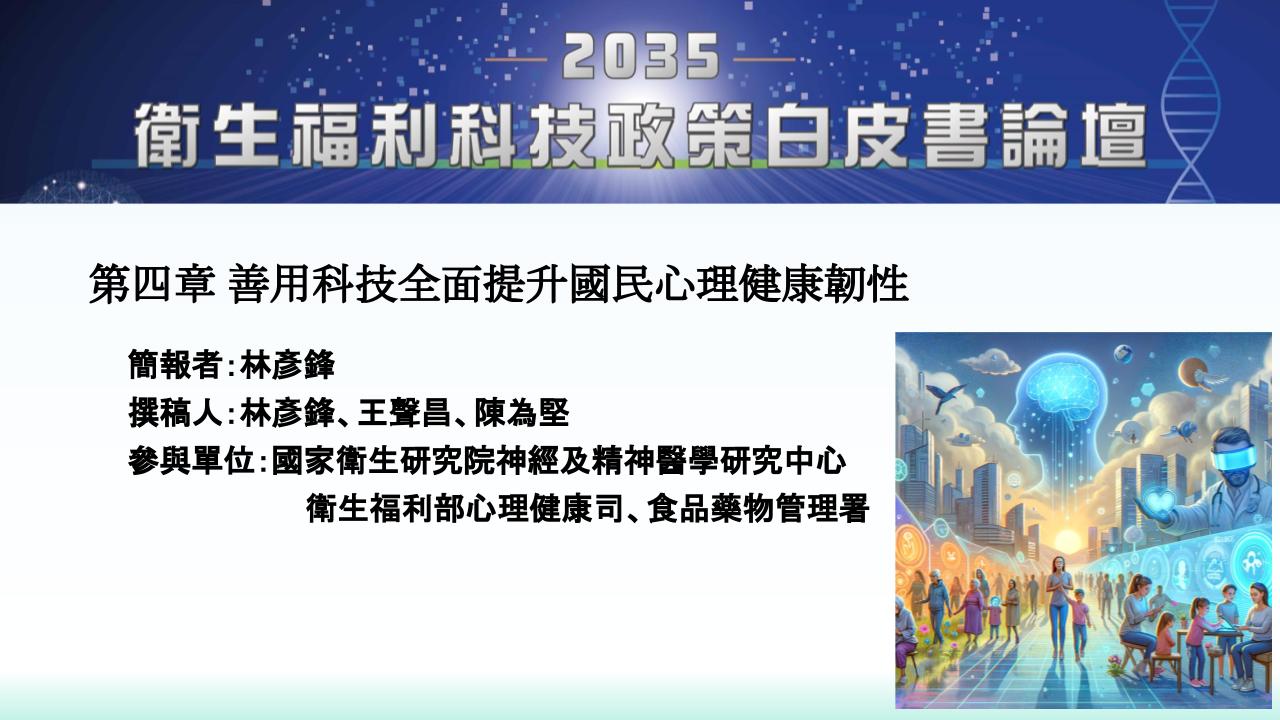 2035
衛生福利科技政策白皮書論壇
第四章 善用科技全面提升國民心理健康韌性
簡報者：林彥鋒
撰稿人：林彥鋒、王聲昌、陳為堅
參與單位：國家衛生研究院神經及精神醫學研究中心
衛生福利部心理健康司、食品藥物管理署